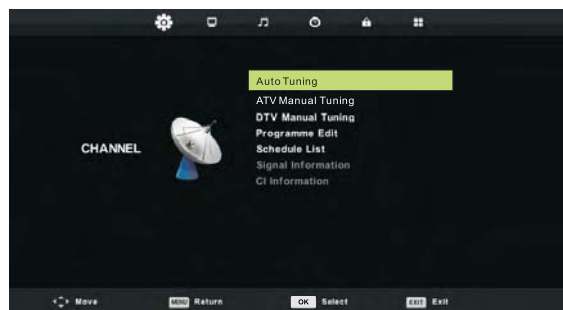 Auto Tuning
ATV Manual Tuning
DTV Manual Tuning
Programme Edit
CHANNEL
Schedule List
Signal Information
CI Information
Move
MENU Return
OK Select
EXIT Exit